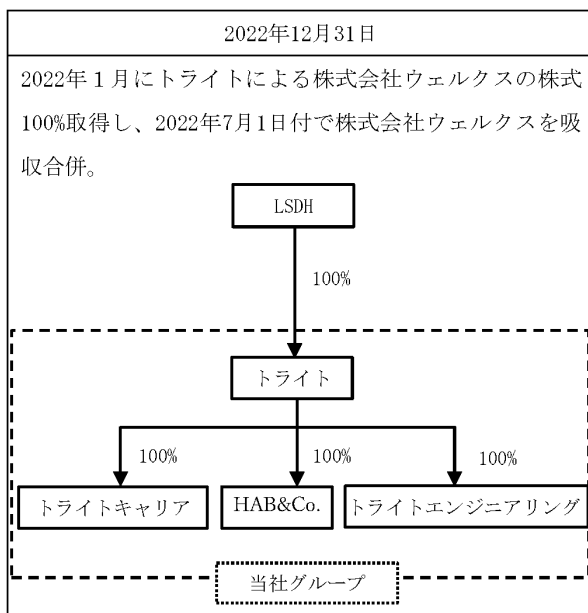 2022年12月31日
2022年１月にトライトによる株式会社ウェルクスの株式
100%取得し、2022年7月1日付で株式会社ウェルクスを吸
収合併。
LSDH
100%
トライト
100%
100%
100%
トライトキャリア
HAB&Co.
トライトエンジニアリング
当社グループ